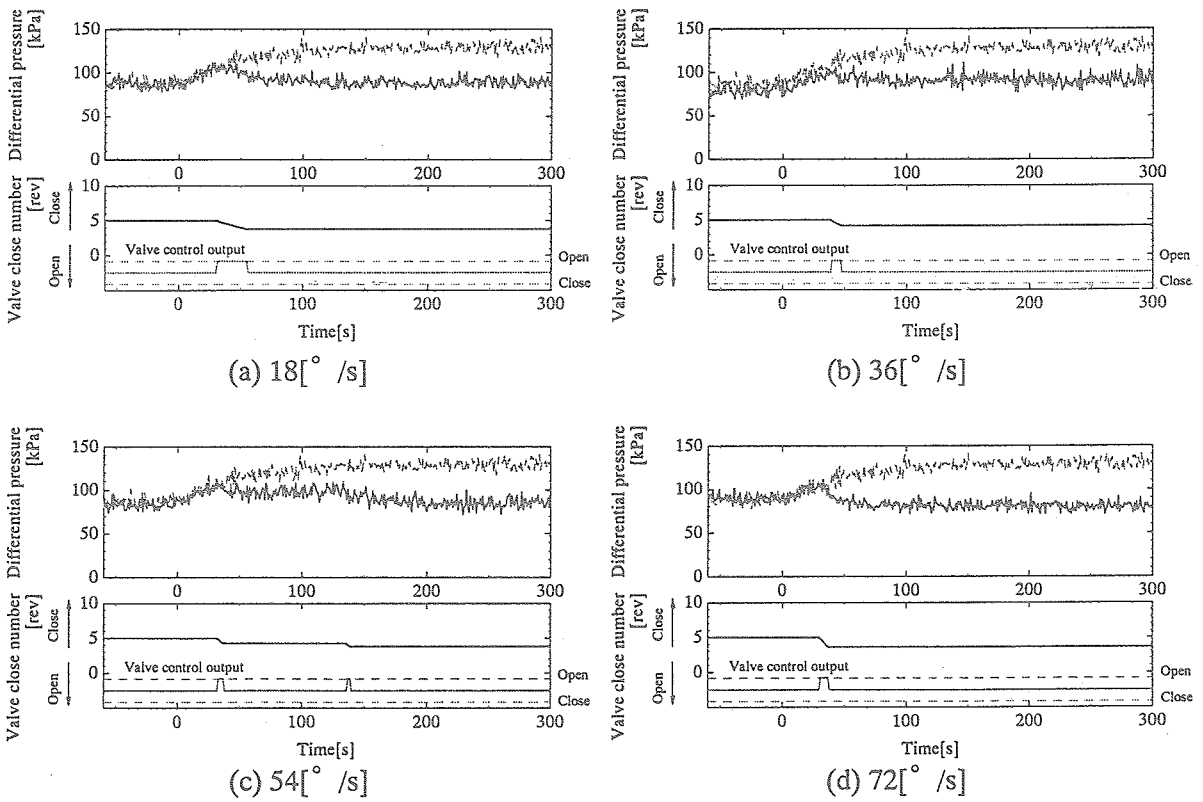 Differential pressure
[kPa]
150
100
50
0
0
100
200
300
Valve close number
[rev]
Open
Close
10
5
0
Valve control output
Open
Close
0
100
200
300
Time[s]
(a) 18[° /s]
Differential pressure
[kPa]
150
100
50
0
0
100
200
300
Valve close number
[rev]
Open
Close
10
5
0
Valve control output
Open
Close
0
100
200
300
Time[s]
(b) 36[° /s]
Differential pressure
[kPa]
150
100
50
0
0
100
200
300
Valve close number
[rev]
Open
Close
10
5
0
Valve control output
Open
Close
0
100
200
300
Time[s]
(c) 54[° /s]
Differential pressure
[kPa]
150
100
50
0
0
100
200
300
Valve close number
[rev]
Open
Close
10
5
0
Valve control output
Open
Close
0
100
200
300
Time[s]
(d) 72[° /s]